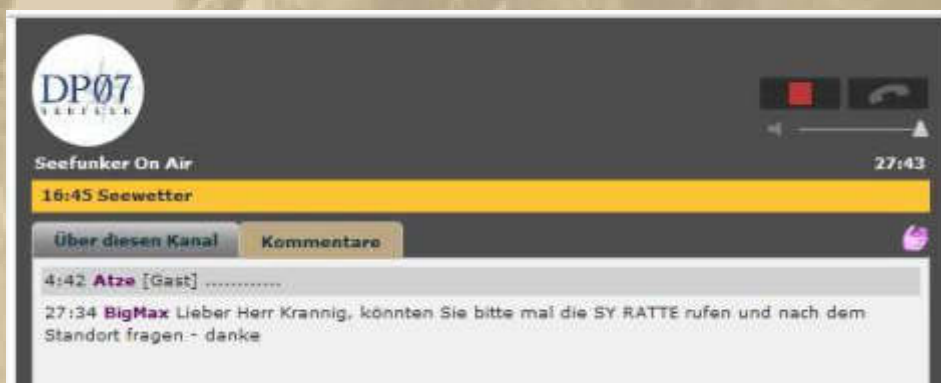 DP07
SEEFUNK
Seefunker On Air
27:43
16:45 Seewetter
Über diesen Kanal
Kommentare
4:42 Atze [Gast] ............
27:34 BigMax Lieber Herr Krannig, könnten Sie bitte mal die SY RATTE rufen und nach dem
Standort fragen - danke